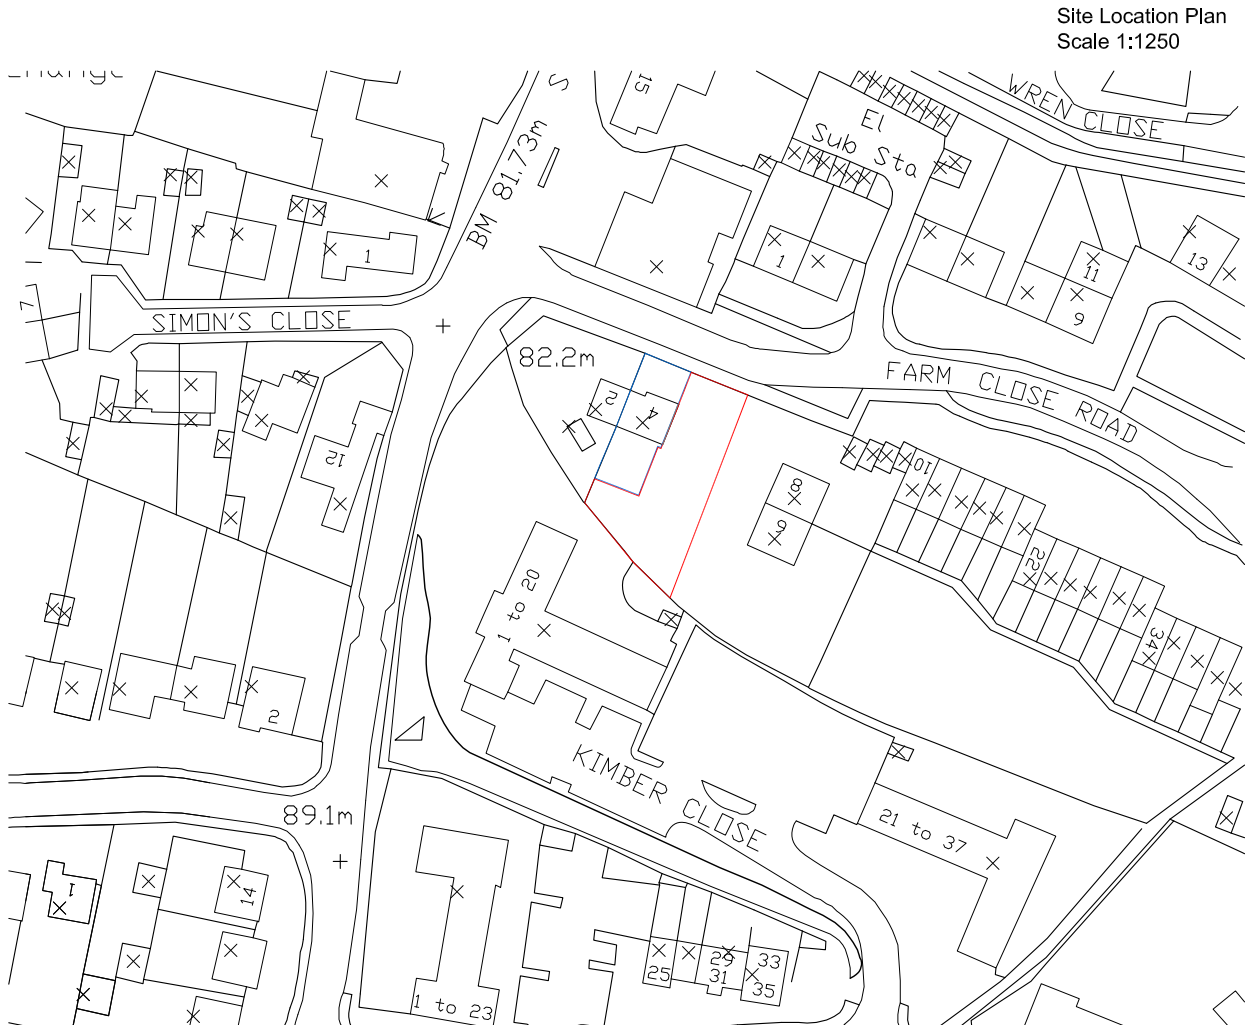 Site Location Plan
Scale 1:1250
S
15
WREN CLOSE
El
Sub Sta
BM 81.73m
1
1
11
13
9
7
SIMON'S CLOSE
82.2m
FARM CLOSE ROAD
2
4
12
10
8
6
22
1 to 20
34
2
KIMBER CLOSE
89.1m
21 to 37
1
14
25
29
31
33
35
1 to 23